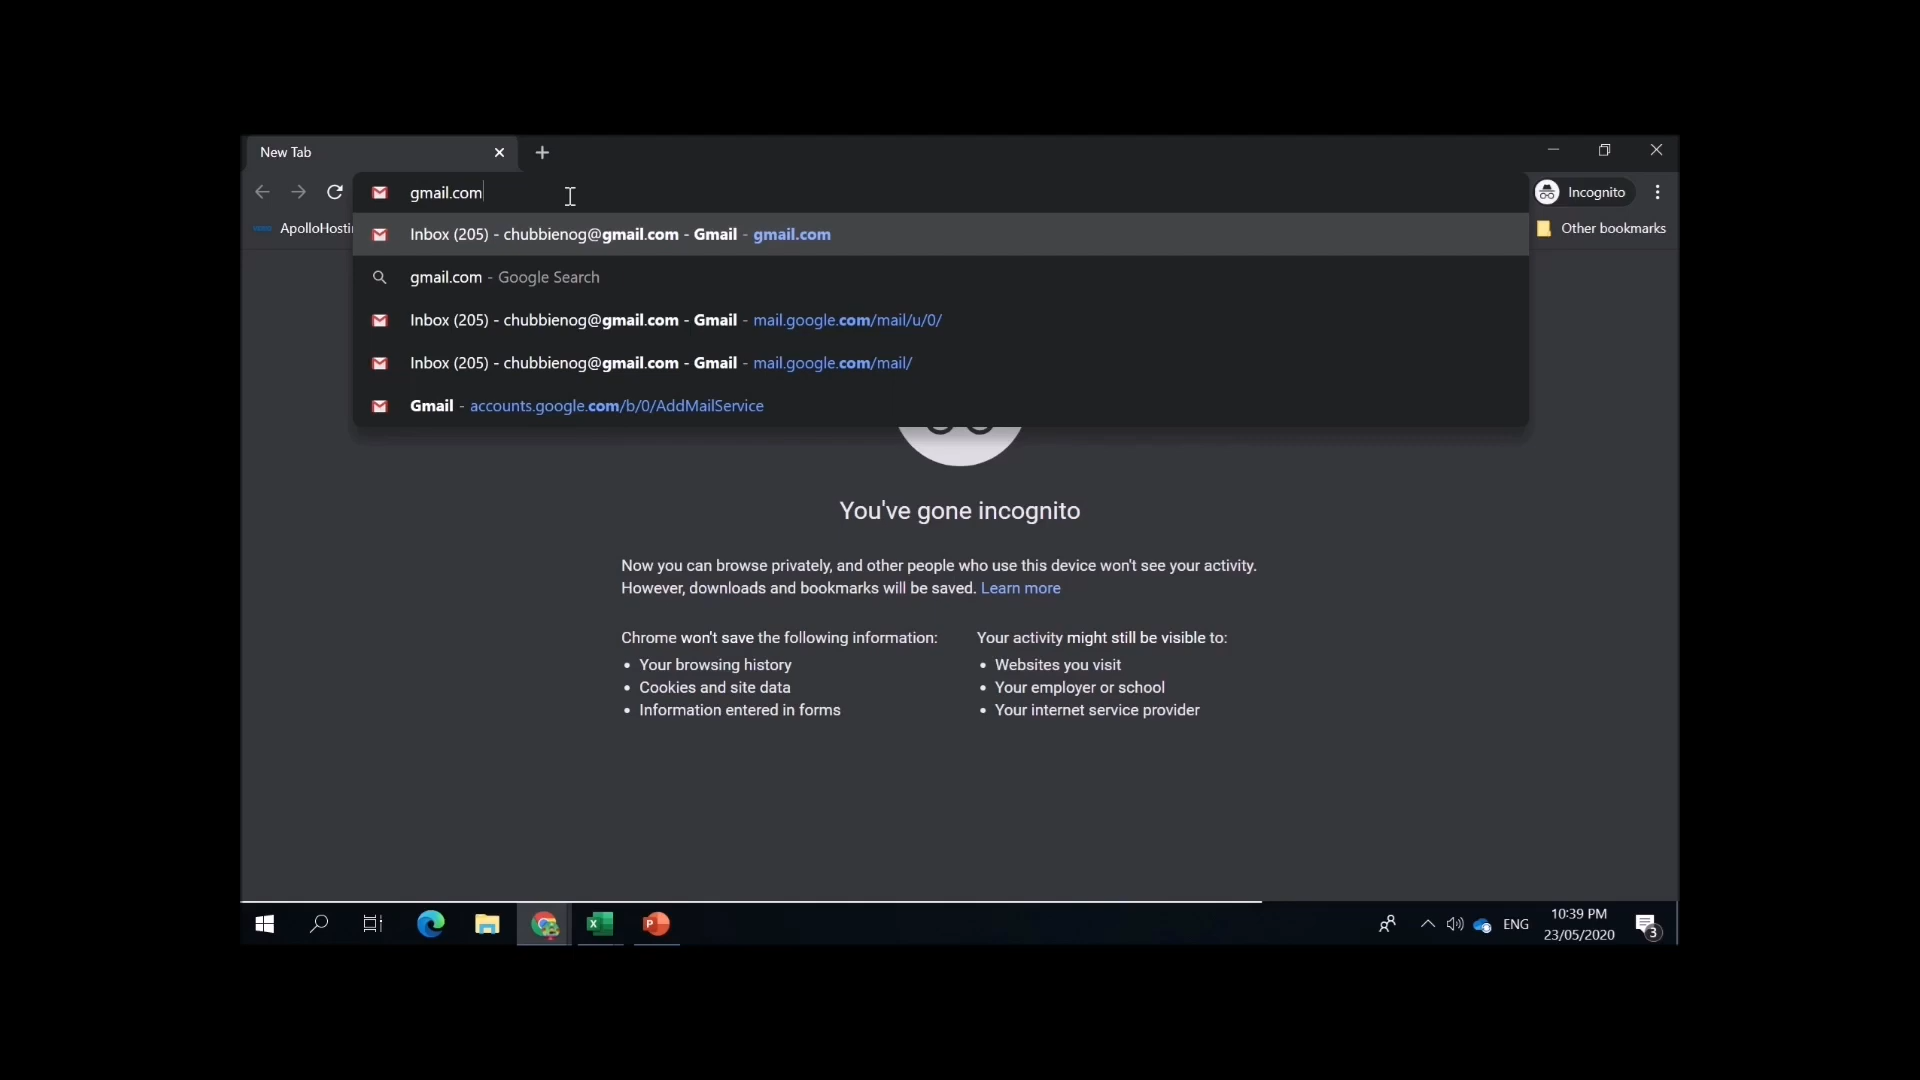 New Tab
gmail.com
Incognito
ApolloHosti
Other bookmarks
Inbox (205) - chubbienog@gmail.com - Gmail - gmail.com
gmail.com - Google Search
Inbox (205) - chubbienog@gmail.com - Gmail - mail.google.com/mail/u/0/
Inbox (205) - chubbienog@gmail.com - Gmail - mail.google.com/mail/
Gmail - accounts.google.com/b/0/AddMailService
You've gone incognito
Now you can browse privately, and other people who use this device won't see your activity.
However, downloads and bookmarks will be saved. Learn more
Chrome won't save the following information:
• Your browsing history
• Cookies and site data
• Information entered in forms
Your activity might still be visible to:
• Websites you visit
• Your employer or school
• Your internet service provider
ENG
10:39 PM
23/05/2020
3